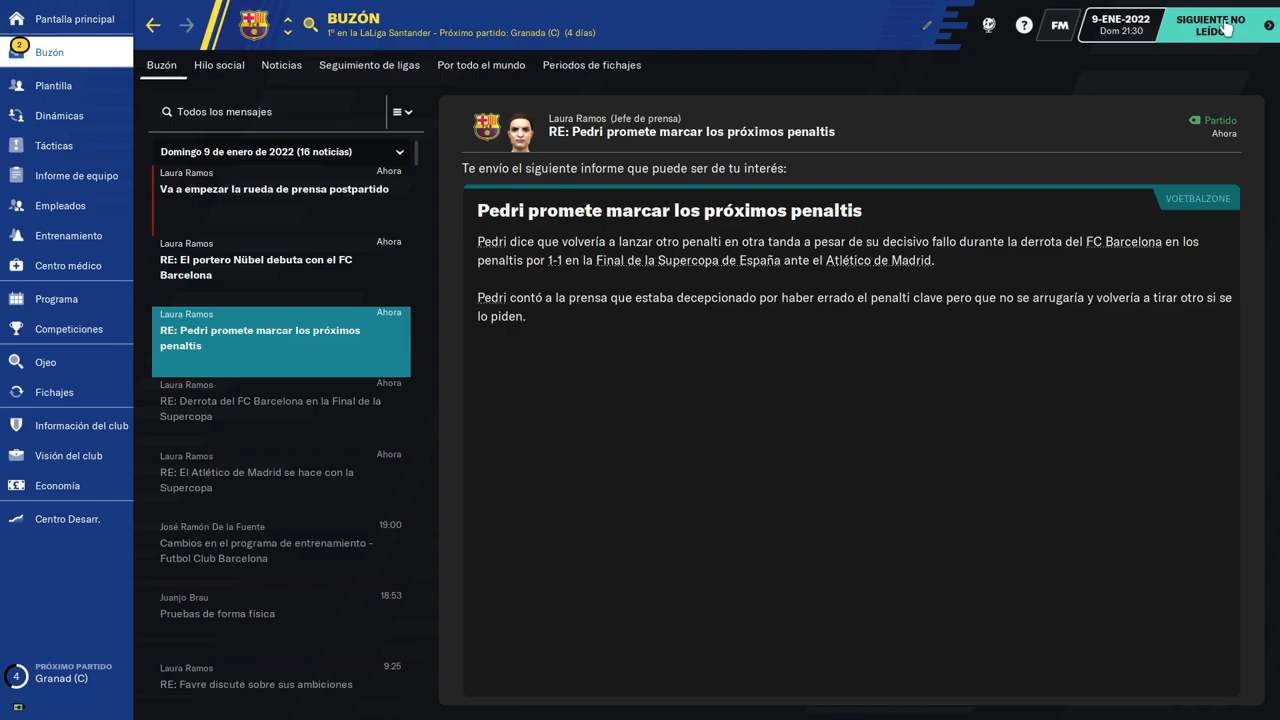 Pantalla principal
2
Buzón
Plantilla
Dinámicas
Tácticas
Informe de equipo
Empleados
Entrenamiento
Centro médico
Programa
Competiciones
Ojeo
Fichajes
Información del club
Visión del club
Economía
Centro Desarr.
4
PRÓXIMO PARTIDO
Granad (C)
BUZÓN
1º en la LaLiga Santander - Próximo partido: Granada (C) (4 días)
?
FM
9-ENE-2022
Dom 21:30
SIGUIENTE NO
LEÍDO
Buzón
Hilo social
Noticias
Seguimiento de ligas
Por todo el mundo
Periodos de fichajes
Todos los mensajes
Domingo 9 de enero de 2022 (16 noticias)
Laura Ramos Ahora
Va a empezar la rueda de prensa postpartido
Laura Ramos Ahora
RE: El portero Nübel debuta con el FC
Barcelona
Laura Ramos Ahora
RE: Pedri promete marcar los próximos
penaltis
Laura Ramos Ahora
RE: Derrota del FC Barcelona en la Final de la
Supercopa
Laura Ramos Ahora
RE: El Atlético de Madrid se hace con la
Supercopa
José Ramón De la Fuente 19:00
Cambios en el programa de entrenamiento -
Futbol Club Barcelona
Juanjo Brau 18:53
Pruebas de forma física
Laura Ramos 9:25
RE: Favre discute sobre sus ambiciones
Laura Ramos (Jefe de prensa)
RE: Pedri promete marcar los próximos penaltis
Partido
Ahora
Te envío el siguiente informe que puede ser de tu interés:
VOETBALZONE
Pedri promete marcar los próximos penaltis
Pedri dice que volvería a lanzar otro penalti en otra tanda a pesar de su decisivo fallo durante la derrota del FC Barcelona en los
penaltis por 1-1 en la Final de la Supercopa de España ante el Atlético de Madrid.
Pedri contó a la prensa que estaba decepcionado por haber errado el penalti clave pero que no se arrugaría y volvería a tirar otro si se
lo piden.